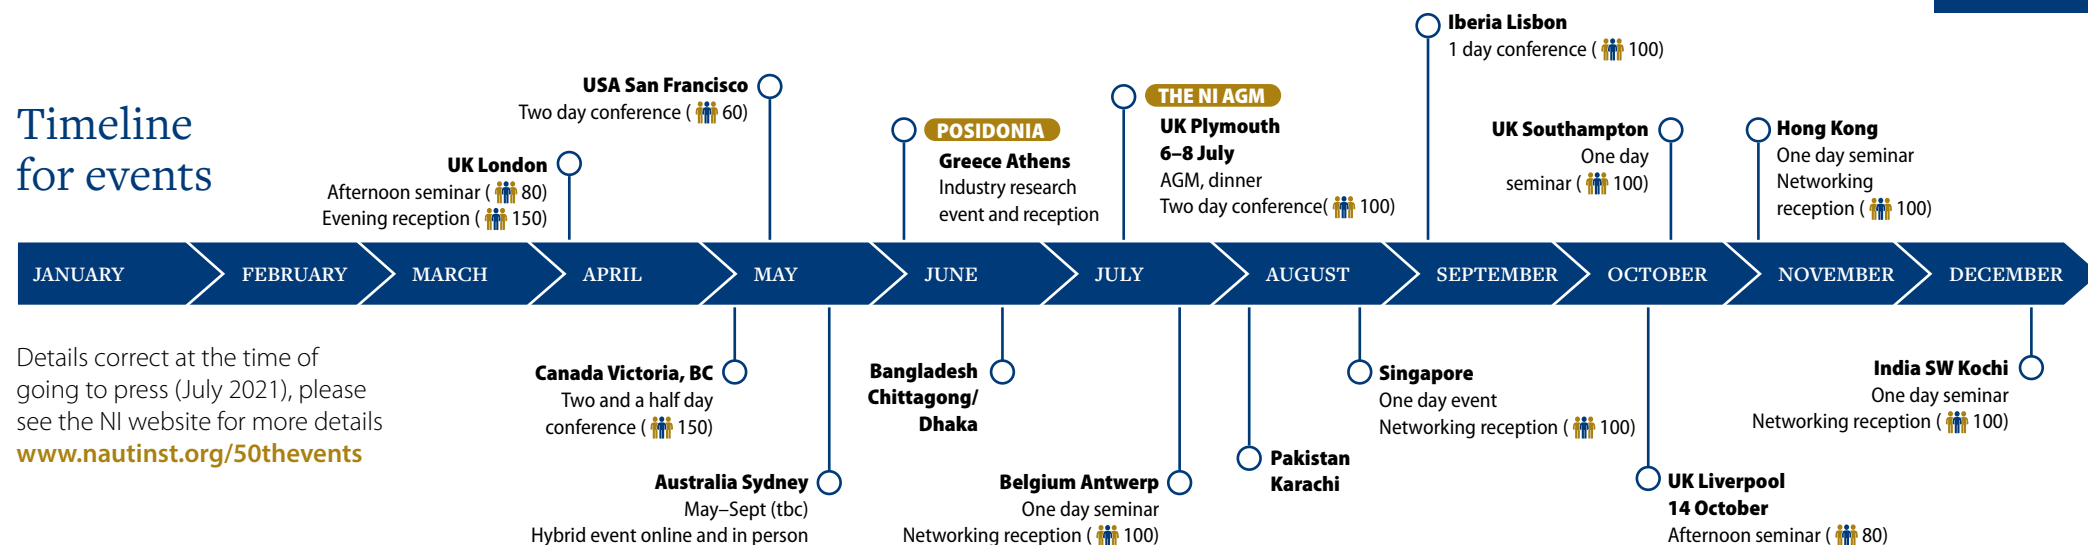 Timeline
for events
UK London
Afternoon seminar ( 80)
Evening reception ( 150)
USA San Francisco
Two day conference ( 60)
POSIDONIA
Greece Athens
Industry research
event and reception
THE NI AGM
UK Plymouth
6–8 July
AGM, dinner
Two day conference( 100)
Iberia Lisbon
1 day conference ( 100)
UK Southampton
One day
seminar ( 100)
Hong Kong
One day seminar
Networking
reception ( 100)
JANUARY
FEBRUARY
MARCH
APRIL
MAY
JUNE
JULY
AUGUST
SEPTEMBER
OCTOBER
NOVEMBER
DECEMBER
Details correct at the time of
going to press (July 2021), please
see the NI website for more details
www.nautinst.org/50thevents
Canada Victoria, BC
Two and a half day
conference ( 150)
Australia Sydney
May–Sept (tbc)
Hybrid event online and in person
Bangladesh
Chittagong/
Dhaka
Belgium Antwerp
One day seminar
Networking reception ( 100)
Pakistan
Karachi
Singapore
One day event
Networking reception ( 100)
UK Liverpool
14 October
Afternoon seminar ( 80)
India SW Kochi
One day seminar
Networking reception ( 100)